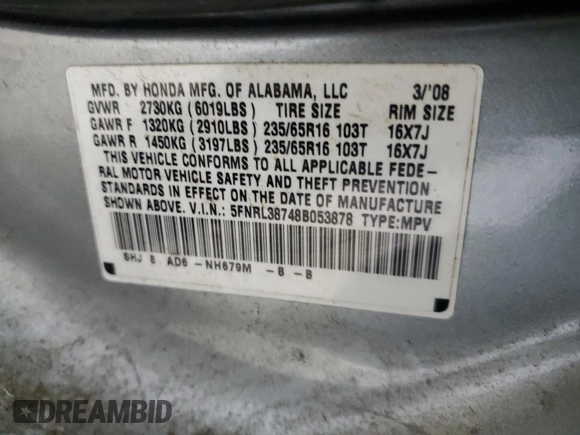 MFD. BY HONDA MFG. OF ALABAMA, LLC 3/'08
GVWR 2730KG (6019LBS) TIRE SIZE RIM SIZE
GAWR F 1320KG (2910LBS) 235/65R16 103T 16X7J
GAWR R 1450KG (3197LBS) 235/65R16 103T 16X7J
THIS VEHICLE CONFORMS TO ALL APPLICABLE FEDE-
RAL MOTOR VEHICLE SAFETY AND THEFT PREVENTION
STANDARDS IN EFFECT ON THE DATE OF MANUFACTURE
SHOWN ABOVE. V.I.N.: 5FNRL38748B053878 TYPE:MPV
SHJ 8 AD6 -NH679M -B -B
DREAMBID